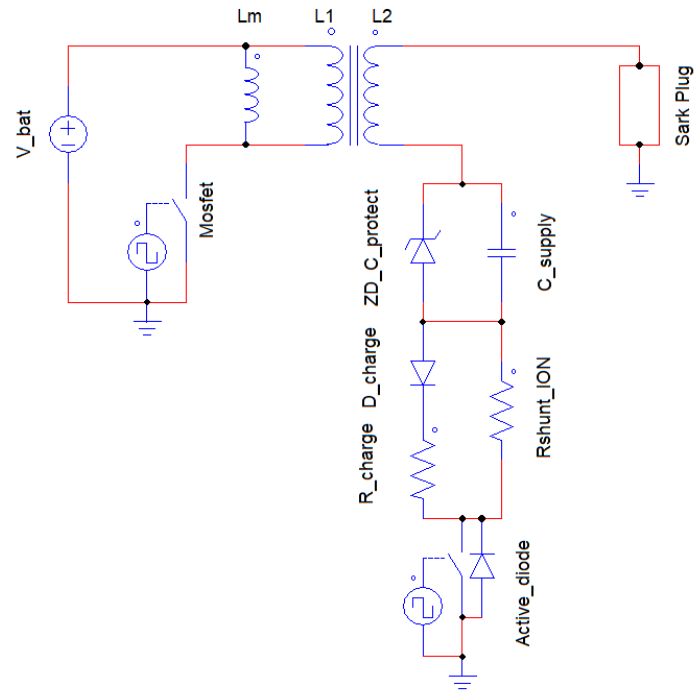 Lm
L1
L2
V_bat
Mosfet
Sark Plug
ZD_C_protect
C_supply
D_charge
Rshunt_ION
R_charge
Active_diode